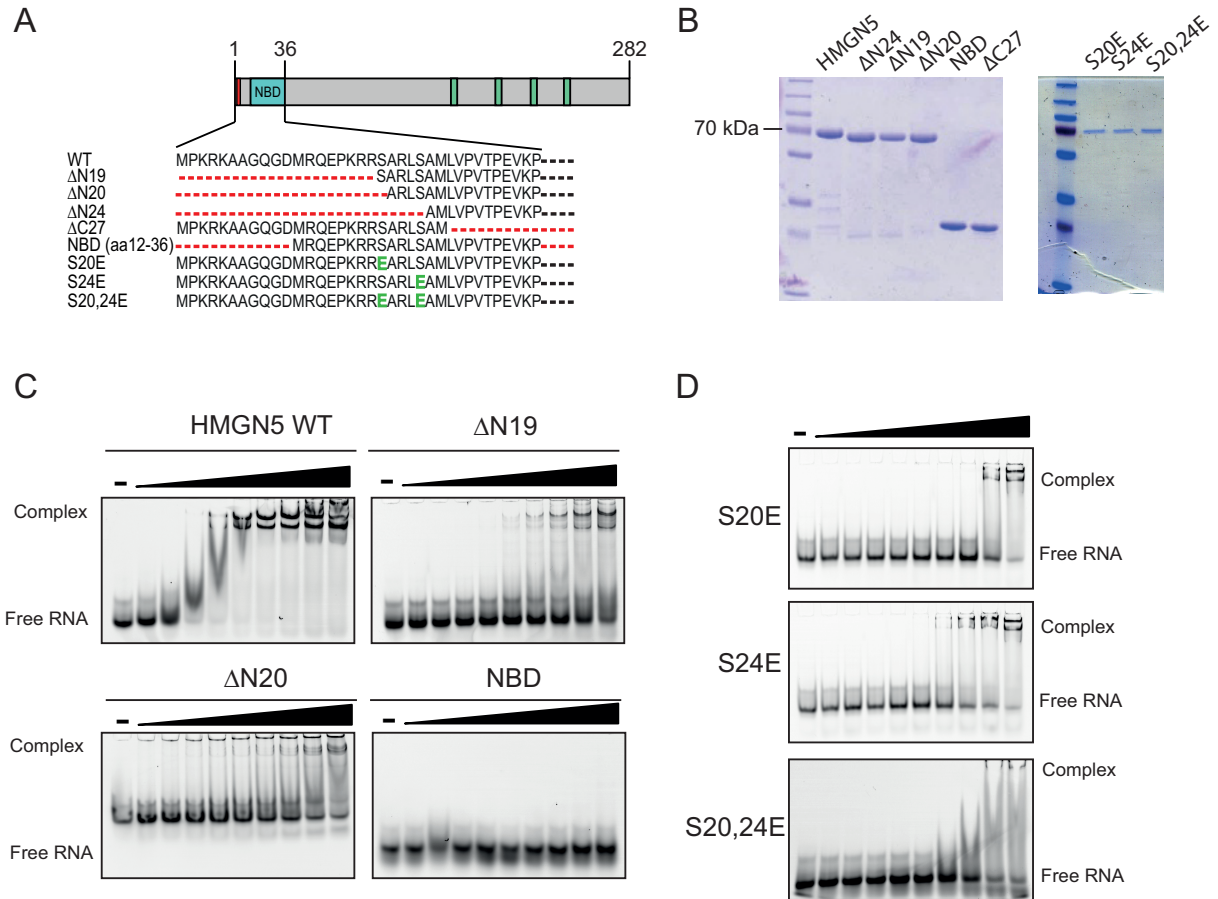 A
1 36 282
NBD
WT MPKRKAAGQGDMRQEPKRRSARLSAMLVPVTPEVKP
ΔN19 SARLSAMLVPVTPEVKP
ΔN20 ARLSAMLVPVTPEVKP
ΔN24 AMLVPVTPEVKP
ΔC27 MPKRKAAGQGDMRQEPKRRSARLSAM
NBD (aa12-36) MRQEPKRRSARLSAMLVPVTPEVKP
S20E MPKRKAAGQGDMRQEPKRREARLSAMLVPVTPEVKP
S24E MPKRKAAGQGDMRQEPKRRSARLEAMLVPVTPEVKP
S20,24E MPKRKAAGQGDMRQEPKRREARLEAMLVPVTPEVKP
B
HMGN5 ΔN24 ΔN19 ΔN20 NBD ΔC27
S20E S24E S20,24E
70 kDa
C
HMGN5 WT ΔN19
Complex
Free RNA
ΔN20 NBD
Complex
Free RNA
D
S20E
Complex
Free RNA
S24E
Complex
Free RNA
S20,24E
Complex
Free RNA